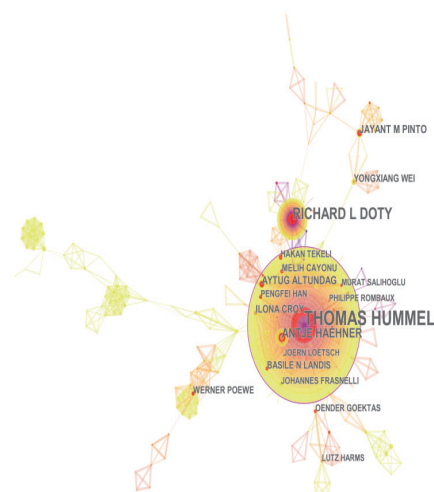 JAYANT M PINTO
YONGXIANG WEI
RICHARD L DOTY
HAKAN TEKELI
MELIH CAYONU
AYTUG ALTUNDAG
MURAT SALIHOGLU
PENGFEI HAN
PHILIPPE ROMBAUX
ILONA CROY
THOMAS HUMMEL
ANTJE HAEHNER
JOERN LOETSCH
BASILE N LANDIS
JOHANNES FRASNELLI
WERNER POEWE
OENDER GOEKTAS
LUTZ HARMS